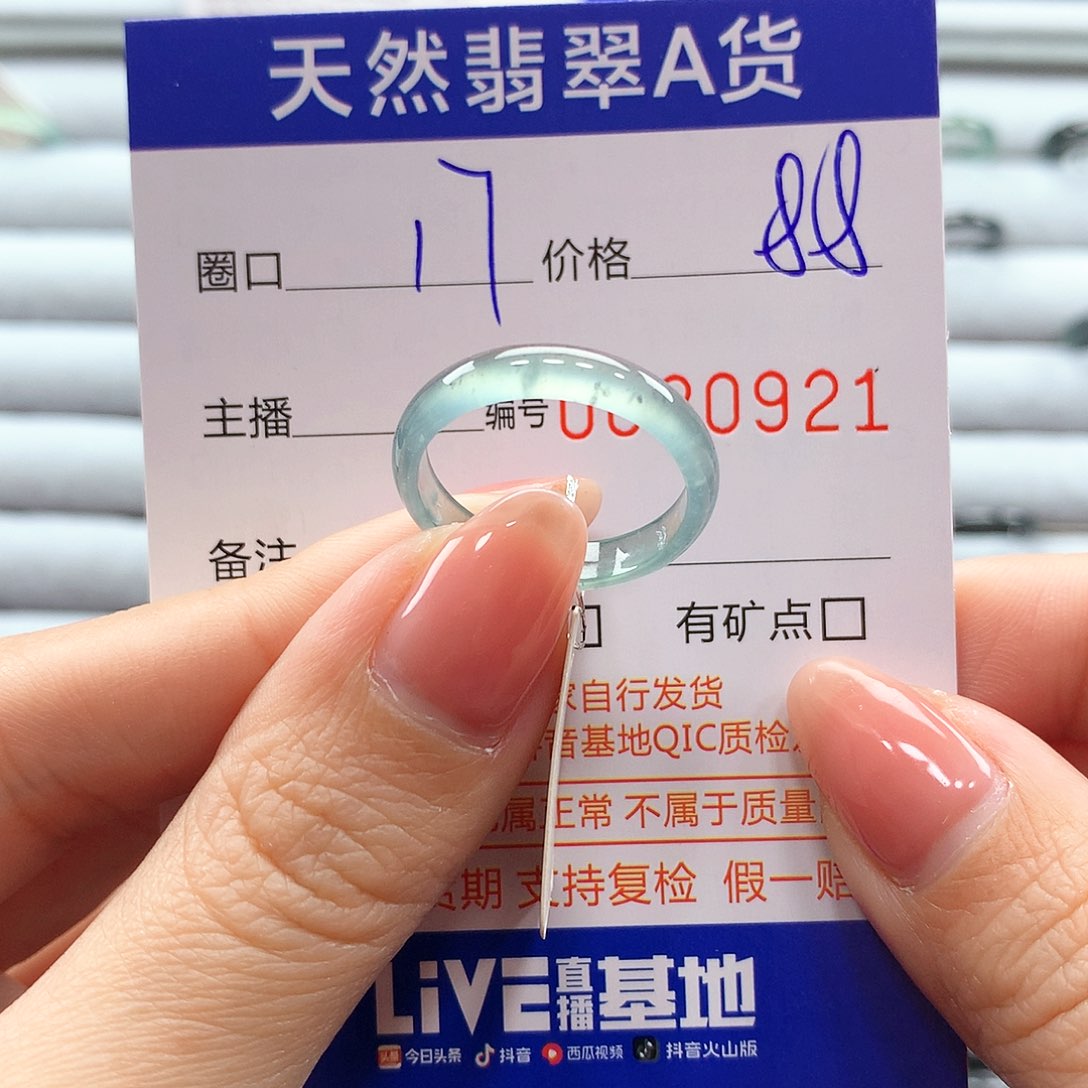 天然翡翠A货
圈口 17 价格 88
主播 编号 0920921
备注
有矿点
家自行发货
音基地QIC质检
属正常 不属于质量
期 支持复检 假一赔
LiVE直播基地
头条 今日头条 抖音 西瓜视频 抖音火山版